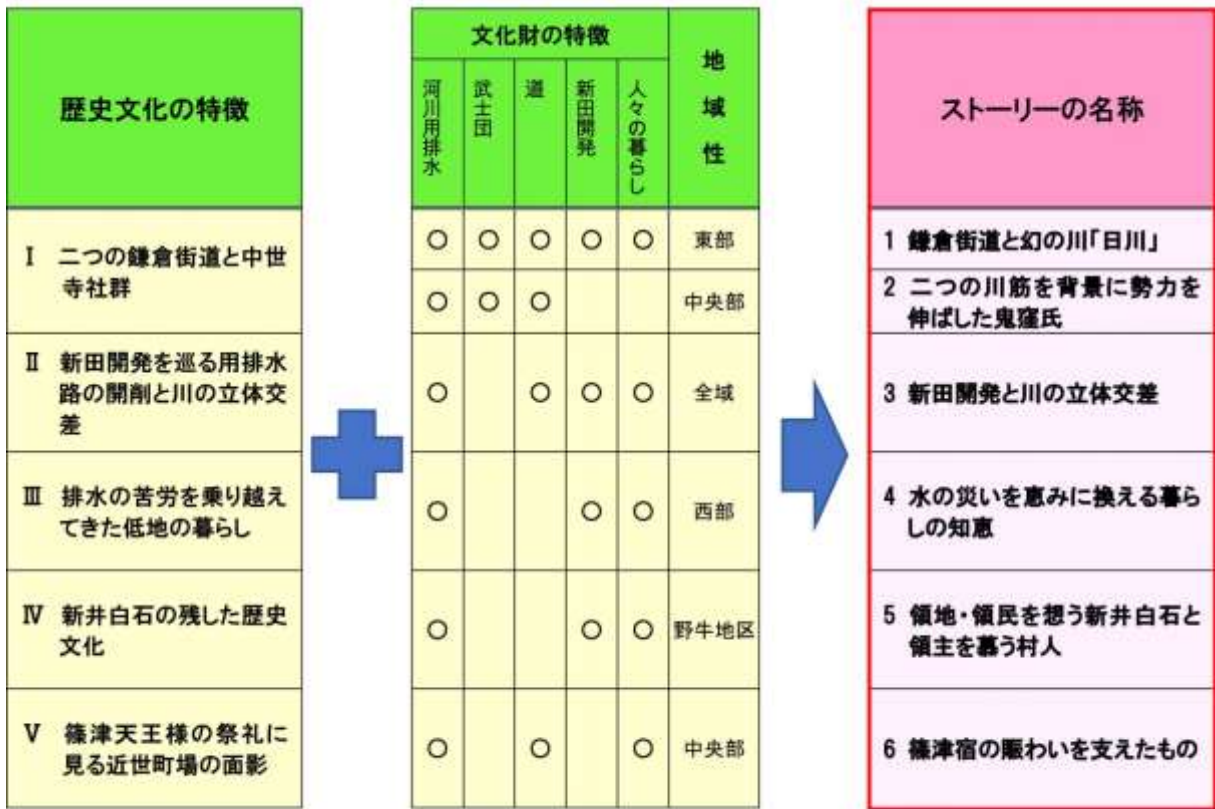 歴史文化の特徴
Ⅰ 二つの鎌倉街道と中世
寺社群
Ⅱ 新田開発を巡る用排水
路の開削と川の立体交
差
Ⅲ 排水の苦労を乗り越え
てきた低地の暮らし
Ⅳ 新井白石の残した歴史
文化
Ⅴ 篠津天王様の祭礼に
見る近世町場の面影
文化財の特徴
河川用排水
武士団
道
新田開発
人々の暮らし
地域性
○ ○ ○ ○ ○ 東部
○ ○ ○ 中央部
○ ○ ○ ○ 全域
○ ○ ○ 西部
○ ○ ○ 野牛地区
○ ○ ○ 中央部
ストーリーの名称
1 鎌倉街道と幻の川「日川」
2 二つの川筋を背景に勢力を
伸ばした鬼窪氏
3 新田開発と川の立体交差
4 水の災いを恵みに換える暮ら
しの知恵
5 領地・領民を想う新井白石と
領主を慕う村人
6 篠津宿の賑わいを支えたもの